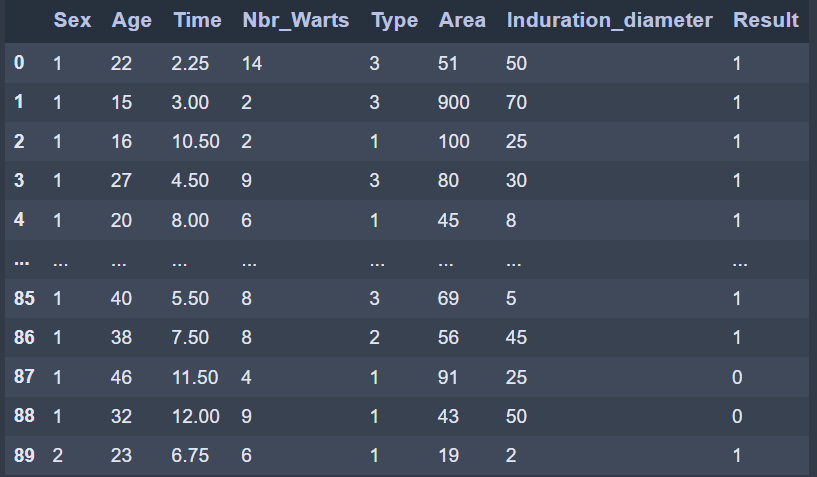 Sex Age Time Nbr_Warts Type Area Induration_diameter Result
0 1 22 2.25 14 3 51 50 1
1 1 15 3.00 2 3 900 70 1
2 1 16 10.50 2 1 100 25 1
3 1 27 4.50 9 3 80 30 1
4 1 20 8.00 6 1 45 8 1
... ... ... ... ... ... ... ... ...
85 1 40 5.50 8 3 69 5 1
86 1 38 7.50 8 2 56 45 1
87 1 46 11.50 4 1 91 25 0
88 1 32 12.00 9 1 43 50 0
89 2 23 6.75 6 1 19 2 1